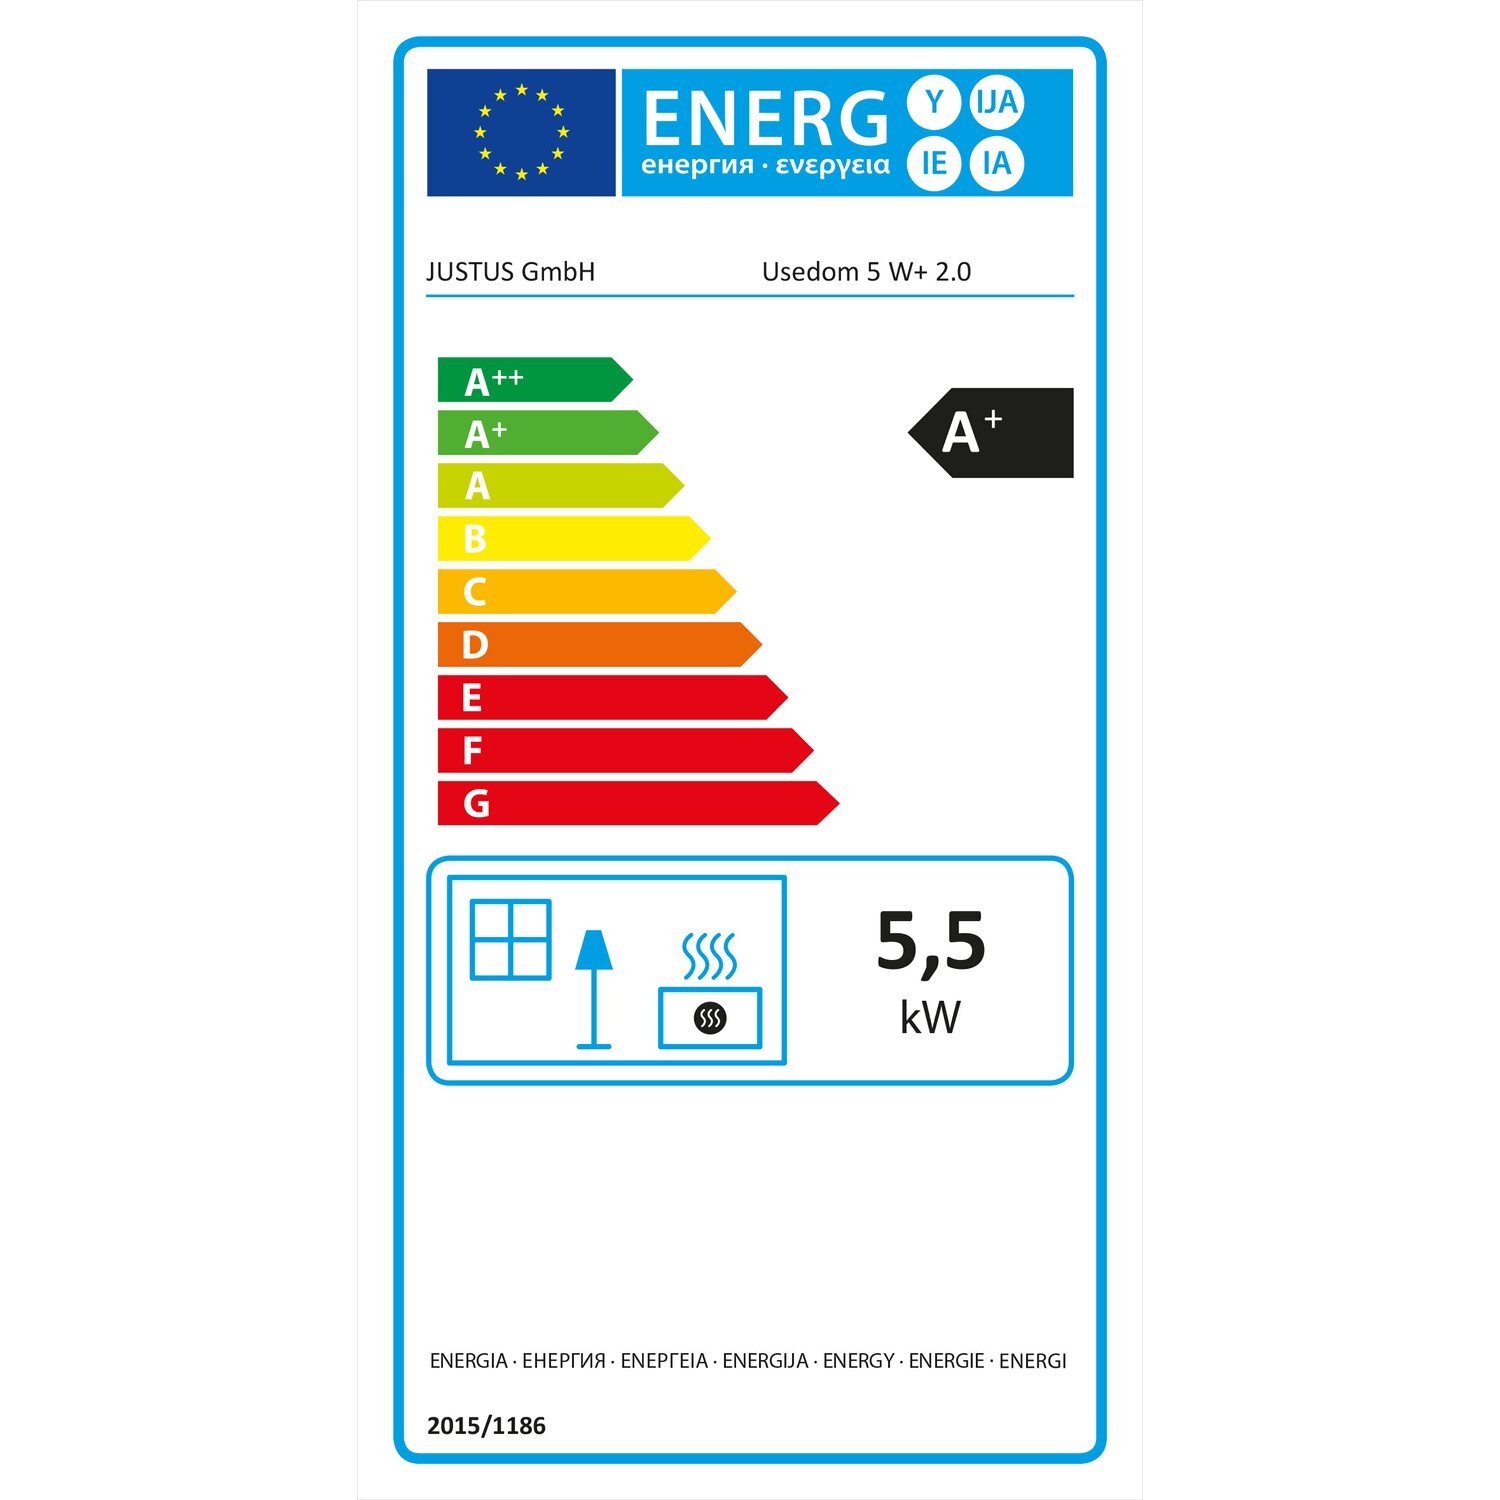 ENERG Y IJA
енергия · ενεργεια IE IA
JUSTUS GmbH Usedom 5 W+ 2.0
A++
A+
A+
A
B
C
D
E
F
G
5,5
kW
ENERGIA · ЕНЕРГИЯ · ΕΝΕΡΓΕΙΑ · ENERGIJA · ENERGY · ENERGIE · ENERGI
2015/1186